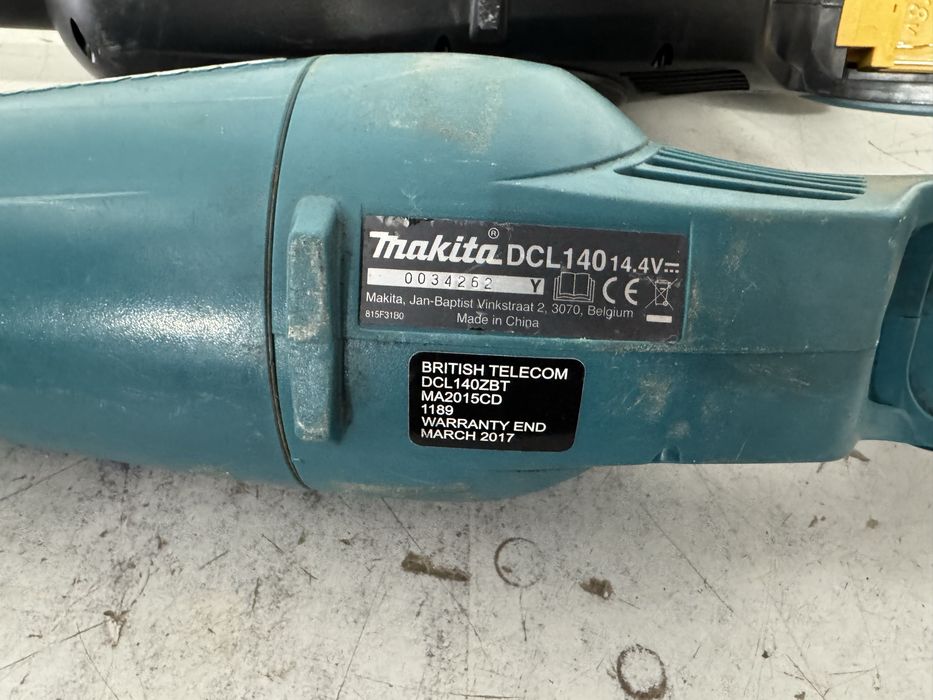 Makita® DCL140 14.4V
0034262 Y
CE
Makita, Jan-Baptist Vinkstraat 2, 3070, Belgium
815F31B0 Made in China
BRITISH TELECOM
DCL140ZBT
MA2015CD
1189
WARRANTY END
MARCH 2017